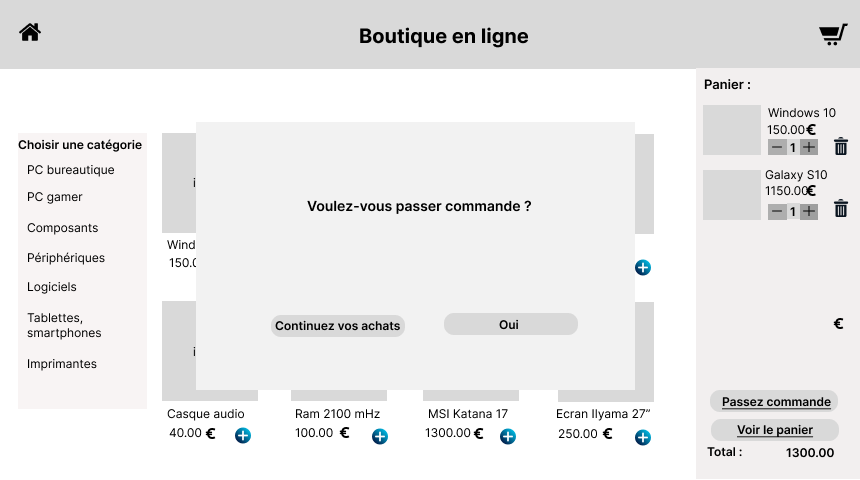 Boutique en ligne
Panier :
Windows 10
150.00 €
1
Galaxy S10
1150.00 €
1
€
Passez commande
Voir le panier
Total : 1300.00
Choisir une catégorie
PC bureautique
PC gamer
Composants
Périphériques
Logiciels
Tablettes,
smartphones
Imprimantes
i
Wind
150.0
Voulez-vous passer commande ?
Continuez vos achats
Oui
i
Casque audio
40.00 €
Ram 2100 mHz
100.00 €
MSI Katana 17
1300.00 €
Ecran Ilyama 27”
250.00 €